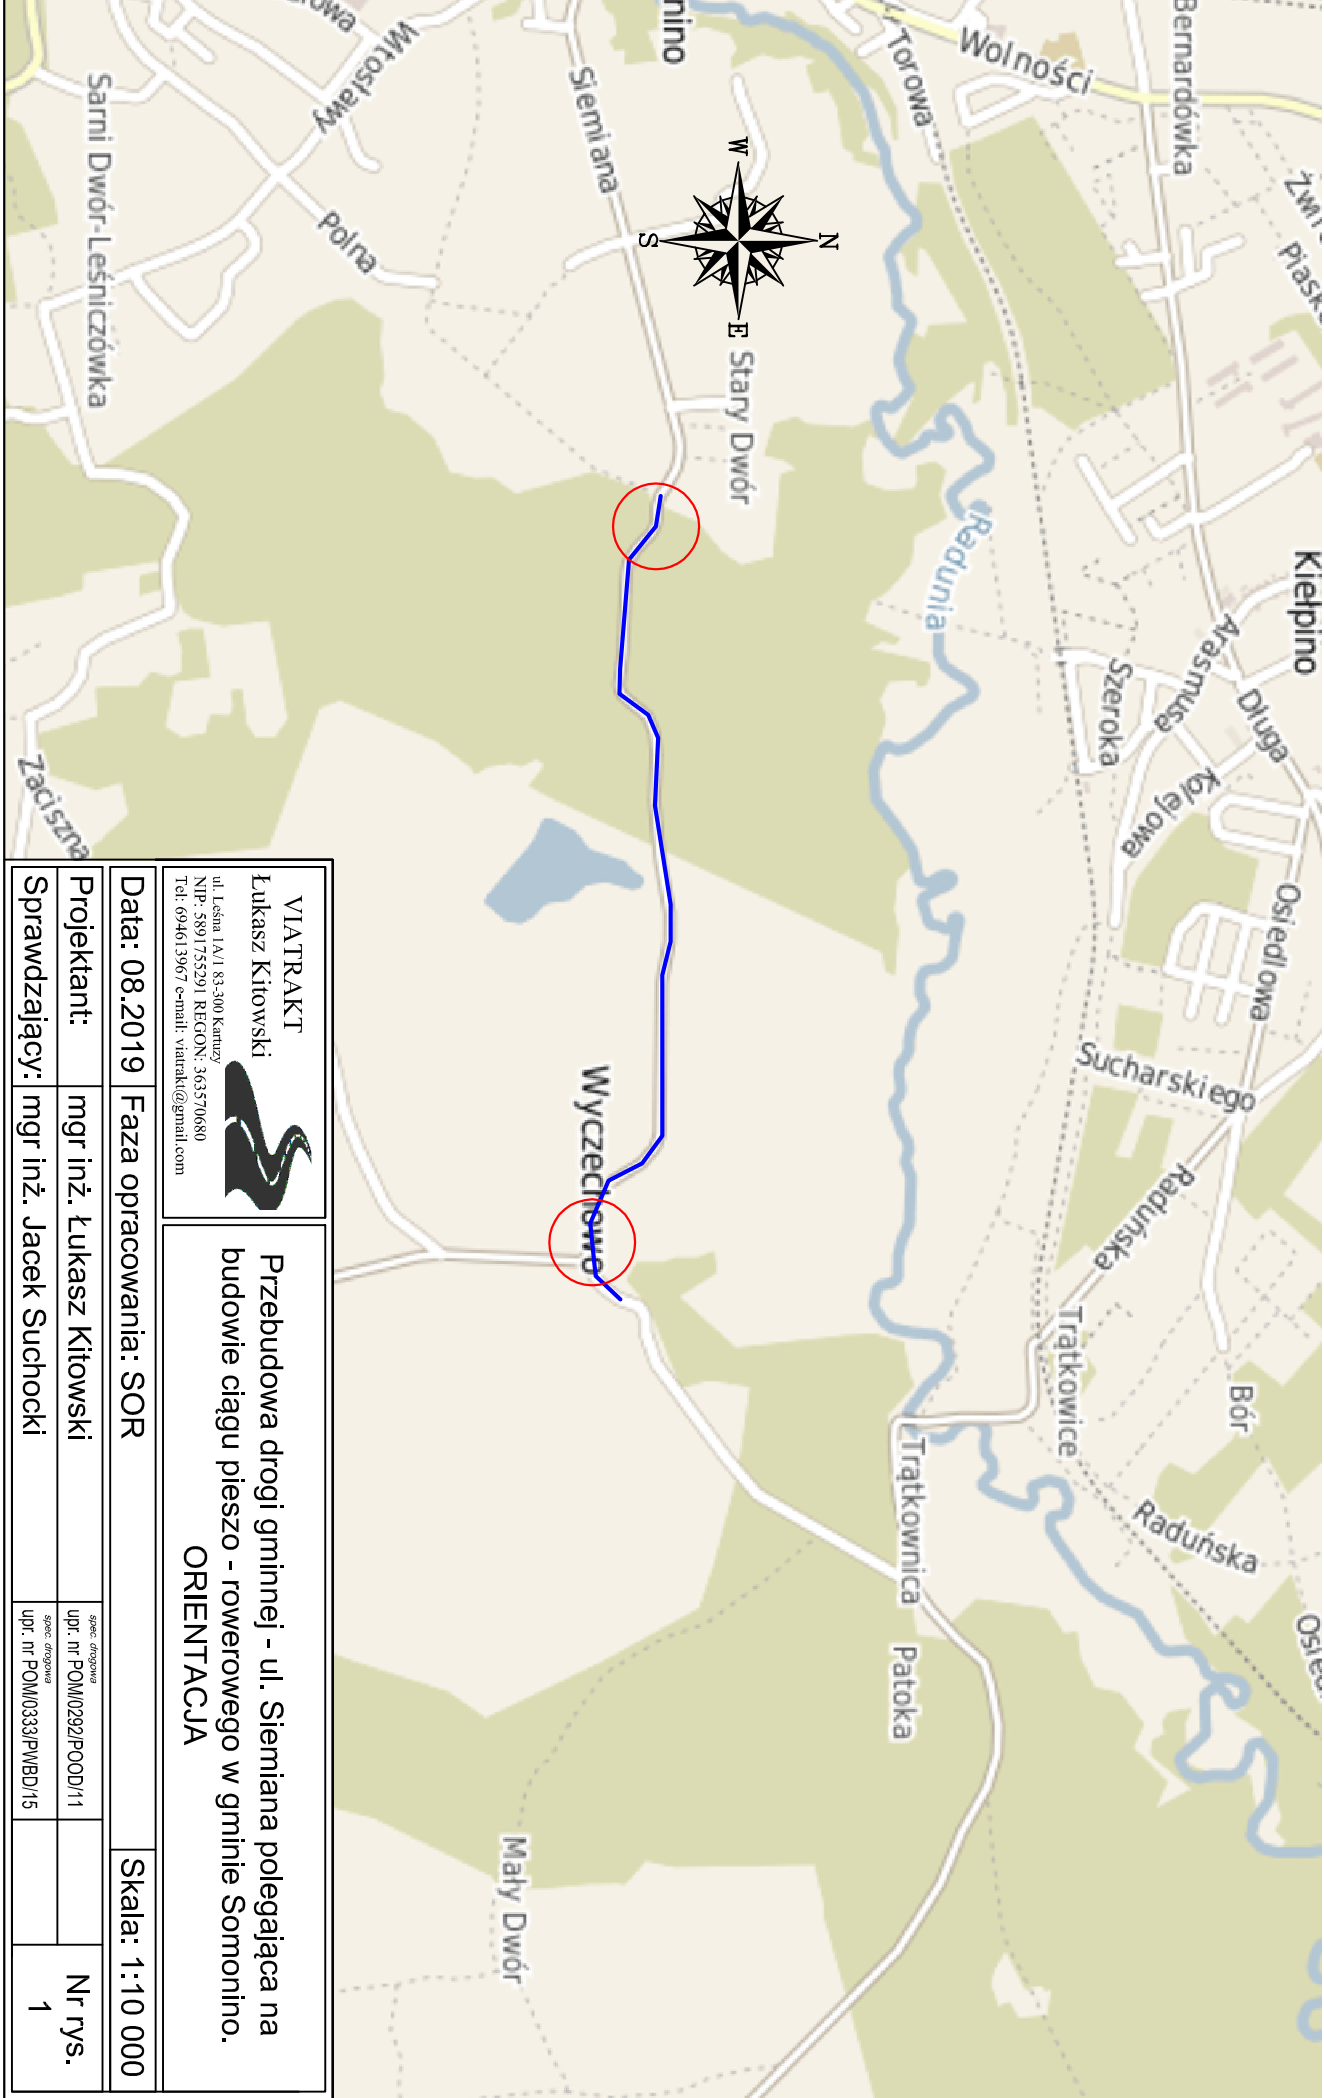 Kiełpino
Bernardówka
Piask
Wolności
Torowa
nino
Siemiana
Witosławy
rowa
Polna
Sarni Dwór-Leśniczówka
N
W
E
S
Stary Dwór
Radunia
Arasmusa
Szeroka
Długa
Kolejowa
Osiedlowa
Sucharskiego
Raduńska
Trątkowice
Bór
Raduńska
Trątkownica
Patoka
Wyczechowo
Mały Dwór
Zaciszna
VIATRAKT
Łukasz Kitowski
ul. Leśna 1A/1 83-300 Kartuzy
NIP: 5891755291 REGON: 363570680
Tel: 694613967 e-mail: viatrakt@gmail.com
Przebudowa drogi gminnej - ul. Siemiana polegająca na
budowie ciągu pieszo - rowerowego w gminie Somonino.
ORIENTACJA
Data: 08.2019
Faza opracowania: SOR
Skala: 1:10 000
Projektant:
mgr inż. Łukasz Kitowski
spec. drogowa
upr. nr POM/0292/POOD/11
Sprawdzający:
mgr inż. Jacek Suchocki
spec. drogowa
upr. nr POM/0333/PWBD/15
Nr rys.
1